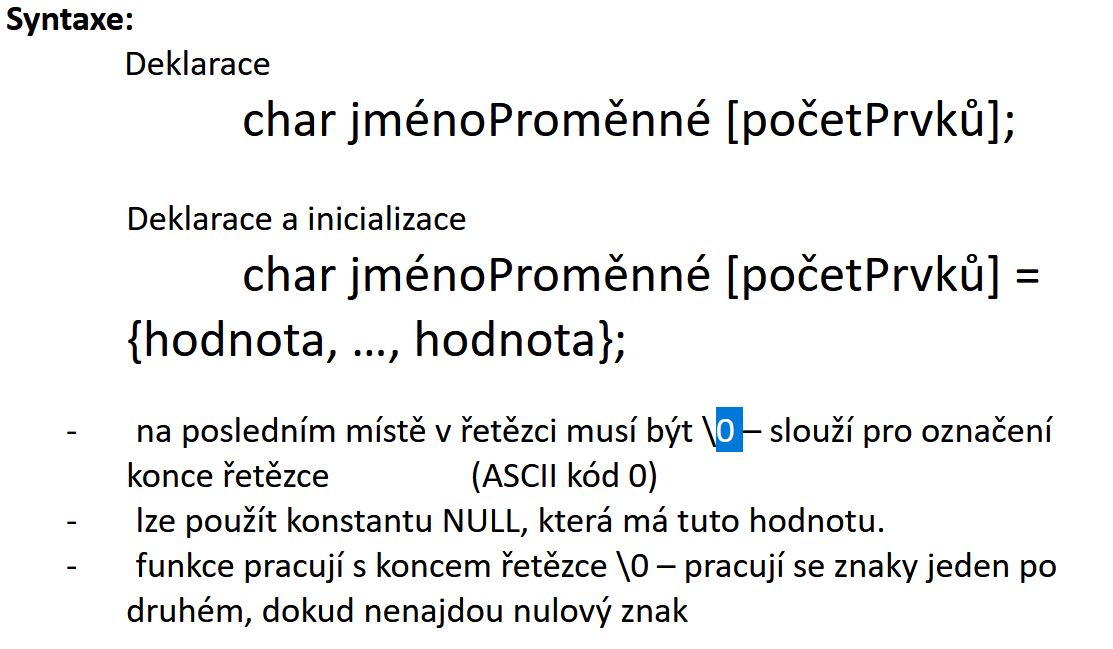 Syntaxe:
Deklarace
char jménoProměnné [početPrvků];
Deklarace a inicializace
char jménoProměnné [početPrvků] =
{hodnota, ..., hodnota};
- na posledním místě v řetězci musí být \0 – slouží pro označení
konce řetězce (ASCII kód 0)
- lze použít konstantu NULL, která má tuto hodnotu.
- funkce pracují s koncem řetězce \0 – pracují se znaky jeden po
druhém, dokud nenajdou nulový znak